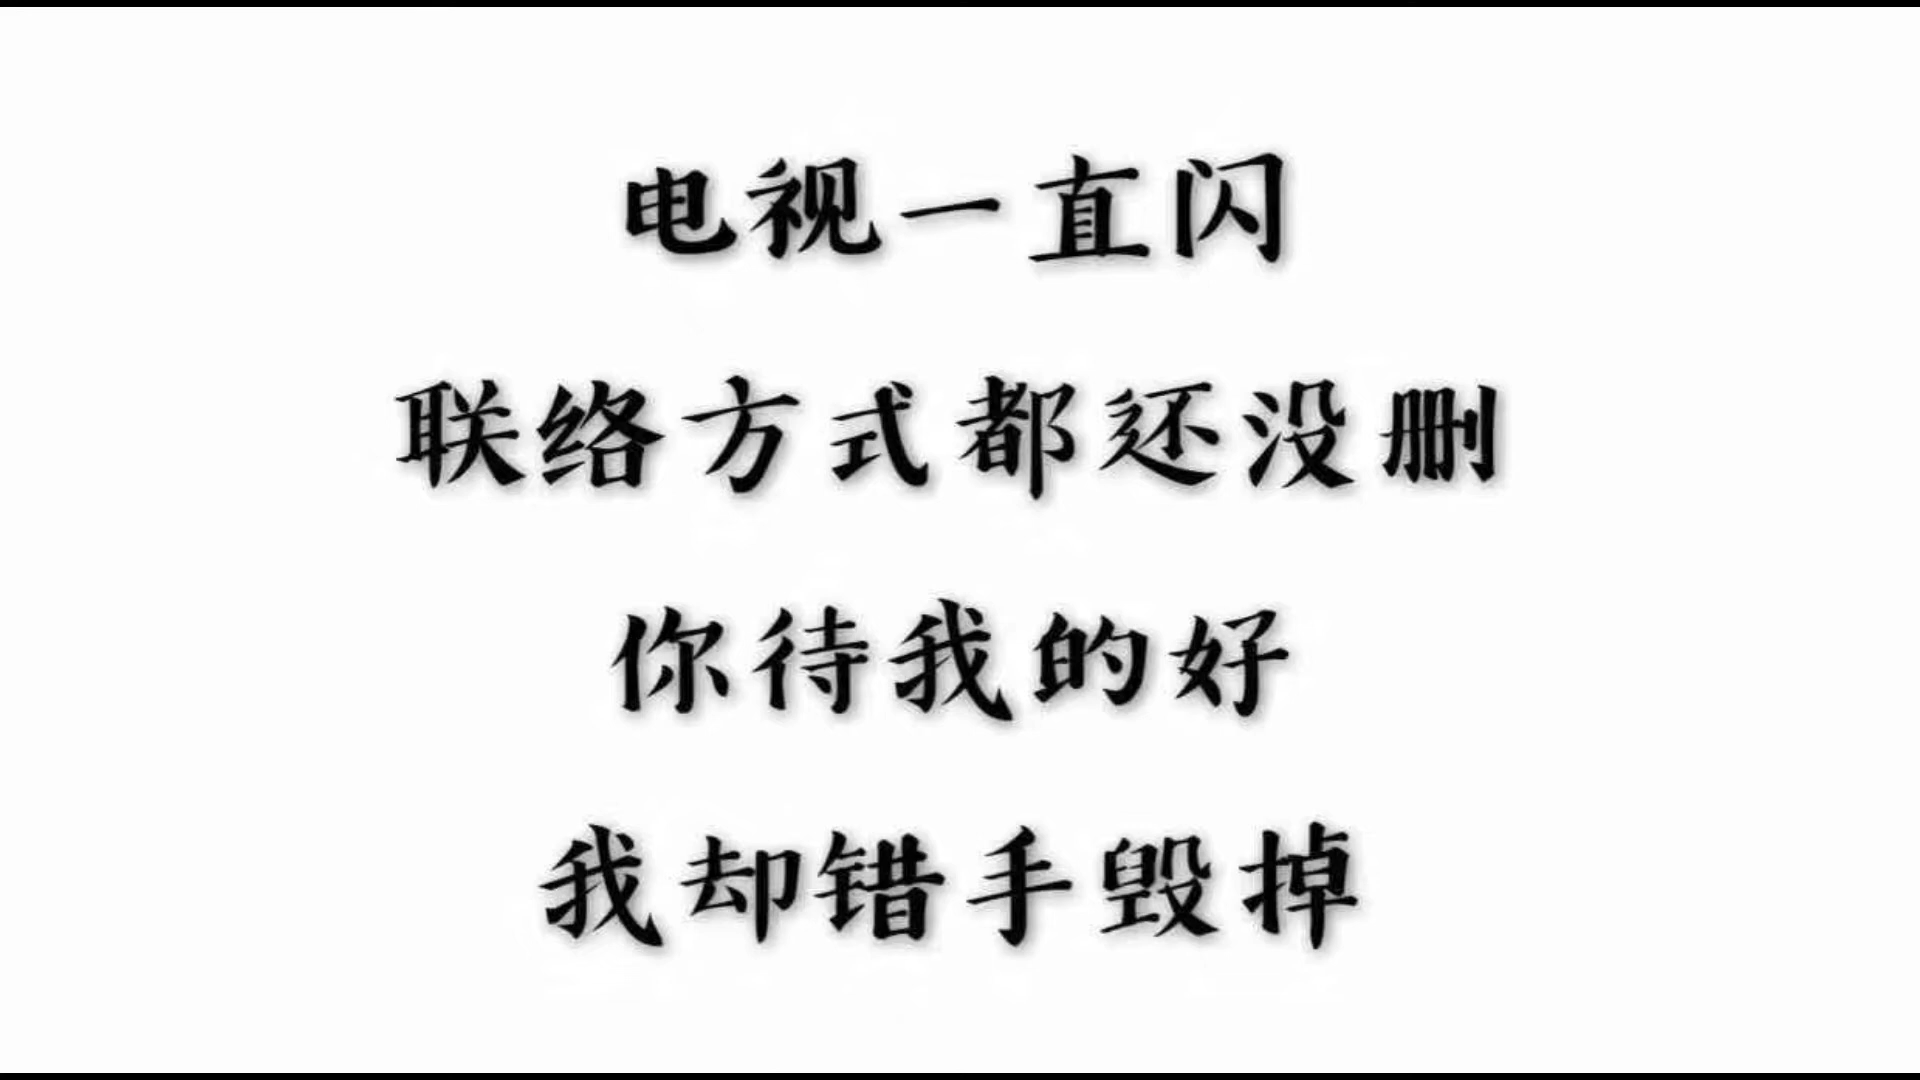 电视一直闪
联络方式都还没删
你待我的好
我却错手毁掉